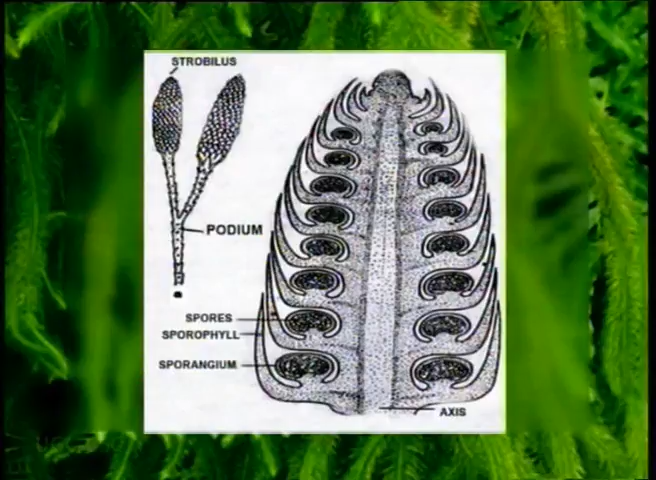 STROBILUS
PODIUM
SPORES
SPOROPHYLL
SPORANGIUM
AXIS